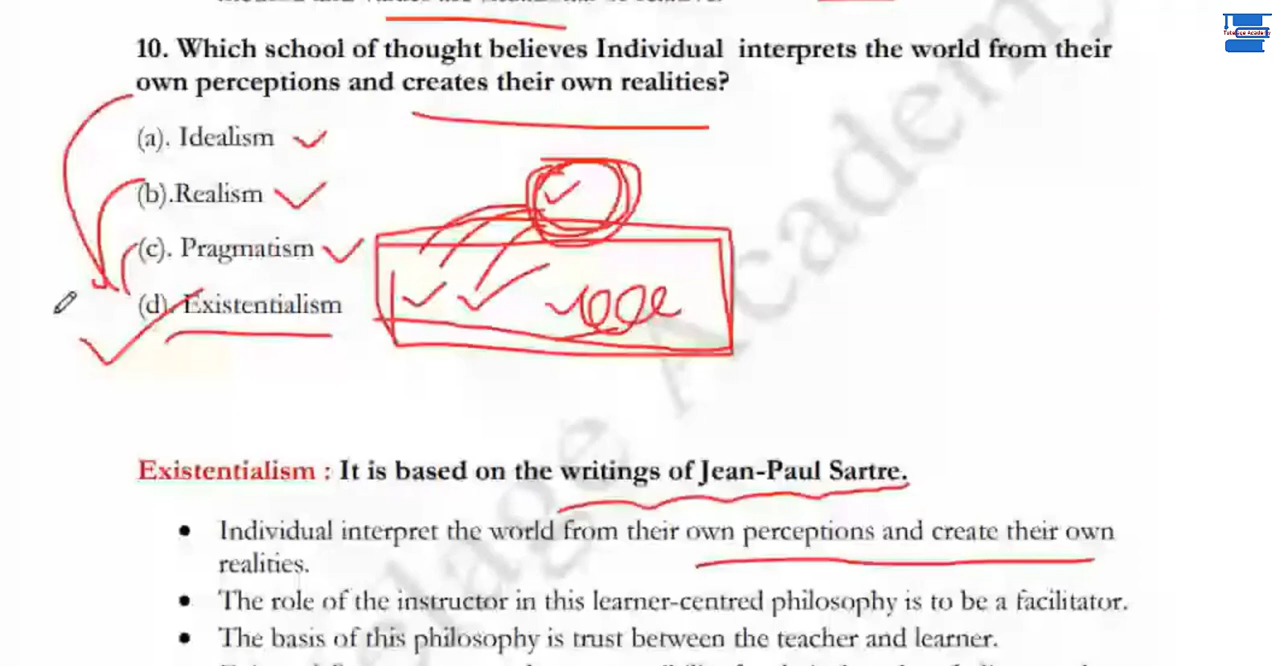 10. Which school of thought believes Individual interprets the world from their
own perceptions and creates their own realities?
(a). Idealism
(b).Realism
(c). Pragmatism
(d). Existentialism
Existentialism : It is based on the writings of Jean-Paul Sartre.
• Individual interpret the world from their own perceptions and create their own
realities.
• The role of the instructor in this learner-centred philosophy is to be a facilitator.
• The basis of this philosophy is trust between the teacher and learner.